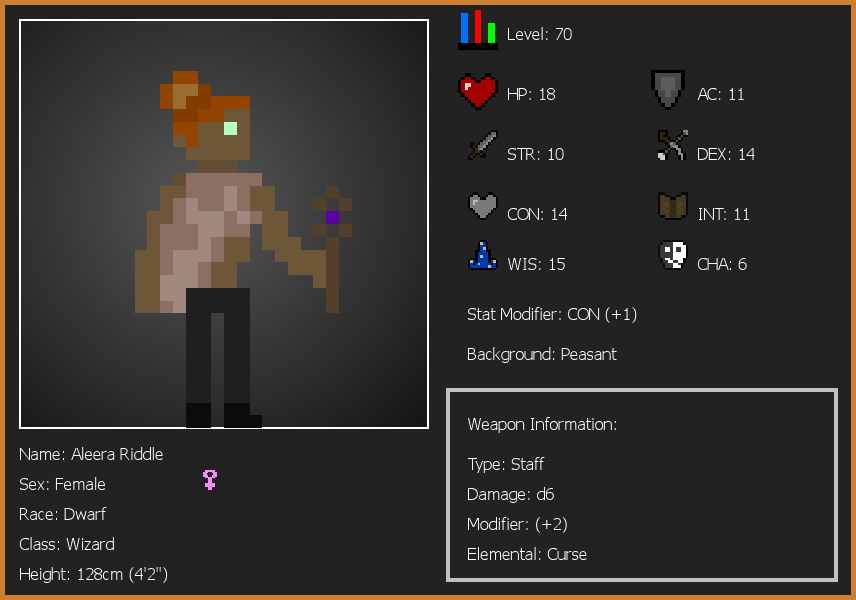 Level: 70
HP: 18
AC: 11
STR: 10
DEX: 14
CON: 14
INT: 11
WIS: 15
CHA: 6
Stat Modifier: CON (+1)
Background: Peasant
Weapon Information:
Type: Staff
Damage: d6
Modifier: (+2)
Elemental: Curse
Name: Aleera Riddle
Sex: Female
Race: Dwarf
Class: Wizard
Height: 128cm (4'2")